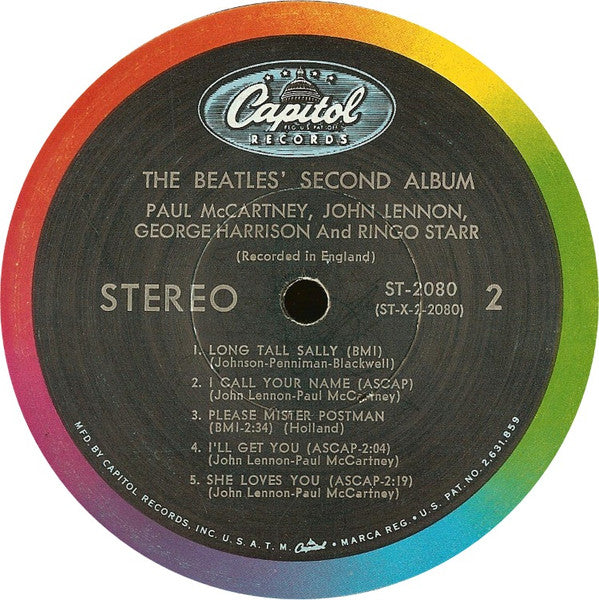 Capitol
REG. U.S. PAT. OFF.
RECORDS
THE BEATLES' SECOND ALBUM
PAUL McCARTNEY, JOHN LENNON,
GEORGE HARRISON And RINGO STARR
(Recorded in England)
STEREO
ST-2080
(ST-X-2-2080)
2
1. LONG TALL SALLY (BMI)
(Johnson-Penniman-Blackwell)
2. I CALL YOUR NAME (ASCAP)
(John Lennon-Paul McCartney)
3. PLEASE MISTER POSTMAN
(BMI-2:34) (Holland)
4. I'LL GET YOU (ASCAP-2:04)
(John Lennon-Paul McCartney)
5. SHE LOVES YOU (ASCAP-2:19)
(John Lennon-Paul McCartney)
MFD. BY CAPITOL RECORDS, INC. U.S.A. T.M. Capitol • MARCA REG. • U.S. PAT. NO. 2,631,859